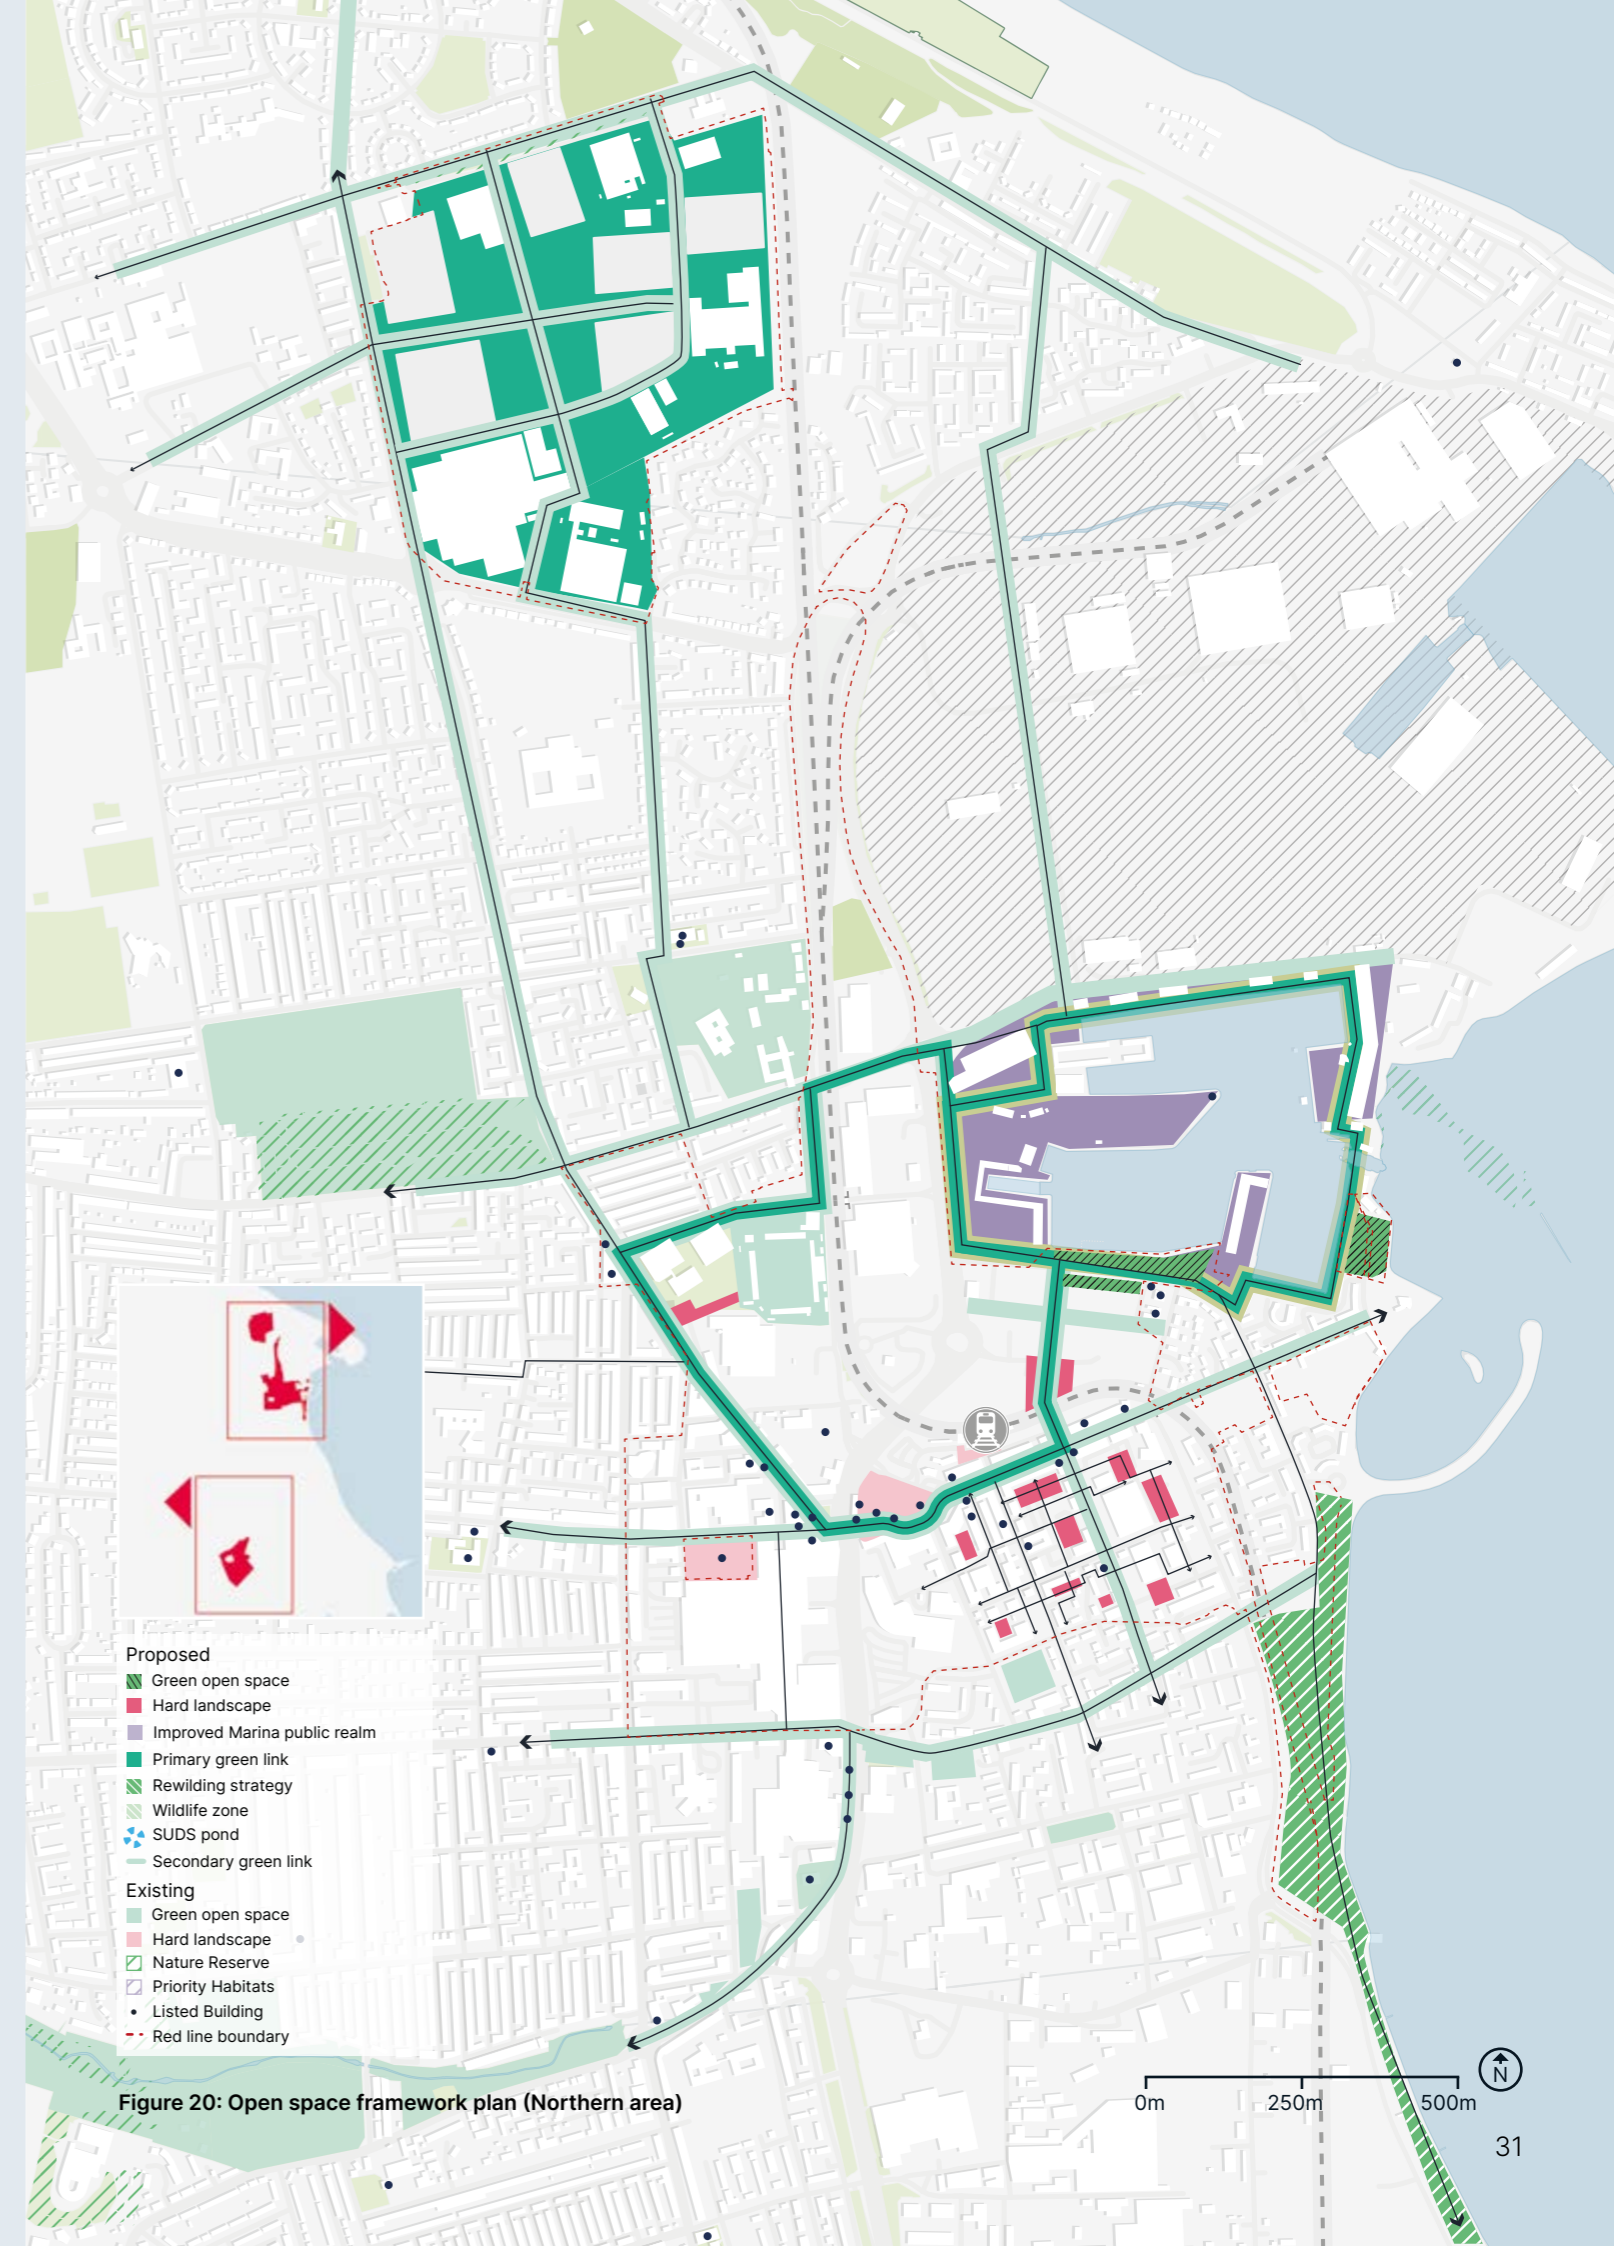 Proposed
Green open space
Hard landscape
Improved Marina public realm
Primary green link
Rewilding strategy
Wildlife zone
SUDS pond
Secondary green link
Existing
Green open space
Hard landscape
Nature Reserve
Priority Habitats
Listed Building
Red line boundary
Figure 20: Open space framework plan (Northern area)
N
0m 250m 500m
31